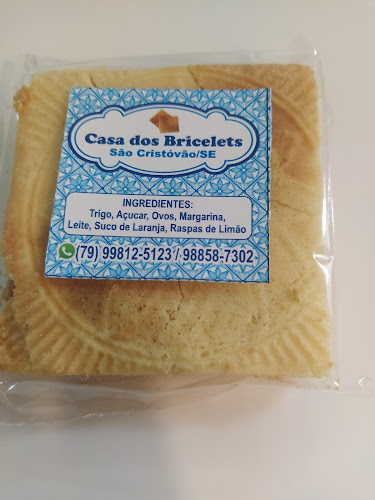 Casa dos Bricelets
São Cristóvão/SE
INGREDIENTES:
Trigo, Açucar, Ovos, Margarina,
Leite, Suco de Laranja, Raspas de Limão
(79) 99812-5123 / 98858-7302